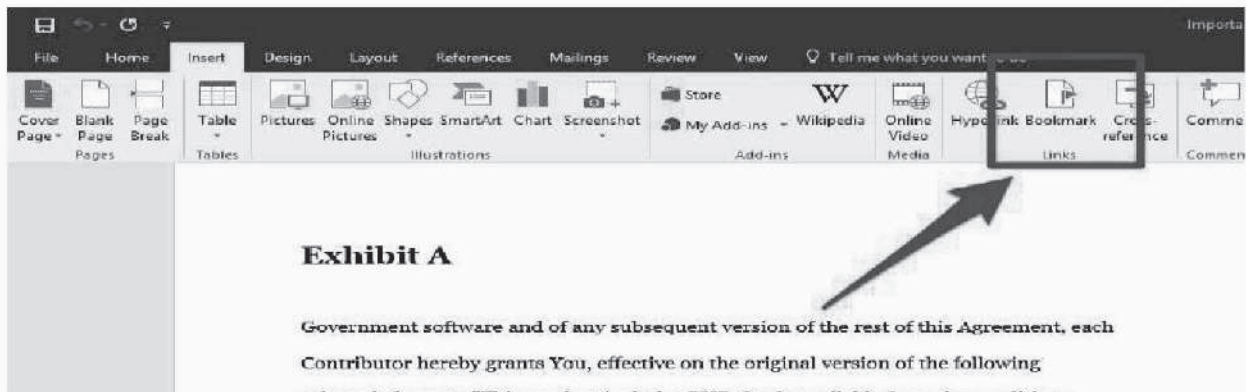 Importa
File Home Insert Design Layout References Mailings Review View Tell me what you want
Cover Page Blank Page Page Break Table Pictures Online Pictures Shapes SmartArt Chart Screenshot Store My Add-ins Wikipedia Online Video Hyperlink Bookmark Cross-reference Comme
Pages Tables Illustrations Add-ins Media Links Commen
Exhibit A
Government software and of any subsequent version of the rest of this Agreement, each
Contributor hereby grants You, effective on the original version of the following